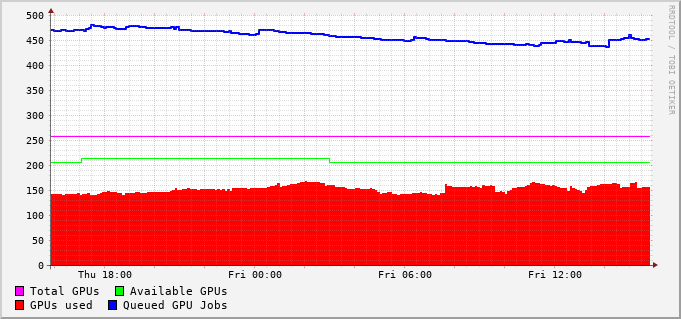 500
450
400
350
300
250
200
150
100
50
0
Thu 18:00 Fri 00:00 Fri 06:00 Fri 12:00
Total GPUs Available GPUs
GPUs used Queued GPU Jobs
RRDTOOL / TOBI OETIKER